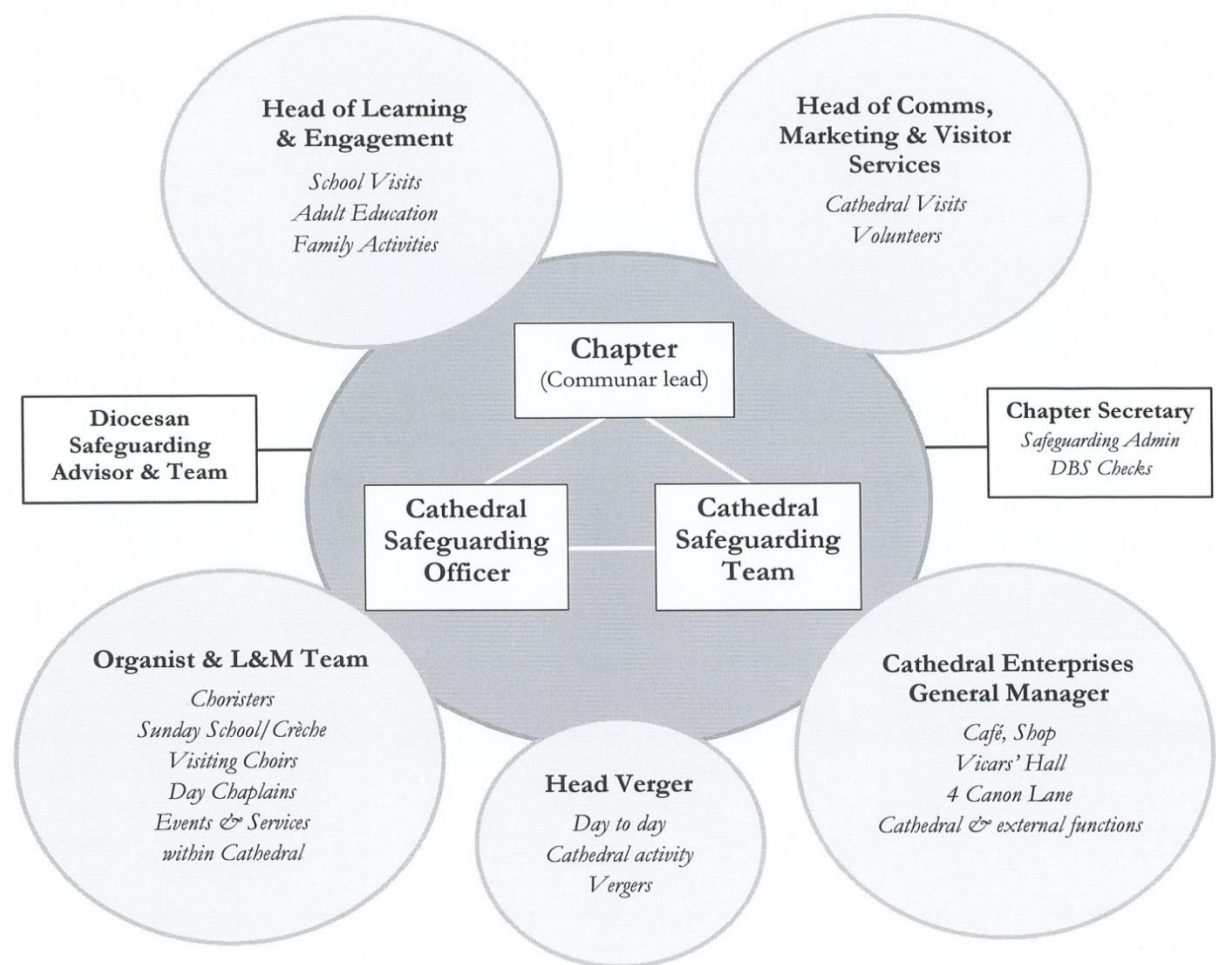 Head of Learning
& Engagement
School Visits
Adult Education
Family Activities
Head of Comms,
Marketing & Visitor
Services
Cathedral Visits
Volunteers
Chapter
(Communar lead)
Diocesan
Safeguarding
Advisor & Team
Chapter Secretary
Safeguarding Admin
DBS Checks
Cathedral
Safeguarding
Officer
Cathedral
Safeguarding
Team
Organist & L&M Team
Choristers
Sunday School/Crèche
Visiting Choirs
Day Chaplains
Events & Services
within Cathedral
Head Verger
Day to day
Cathedral activity
Vergers
Cathedral Enterprises
General Manager
Café, Shop
Vicars' Hall
4 Canon Lane
Cathedral & external functions